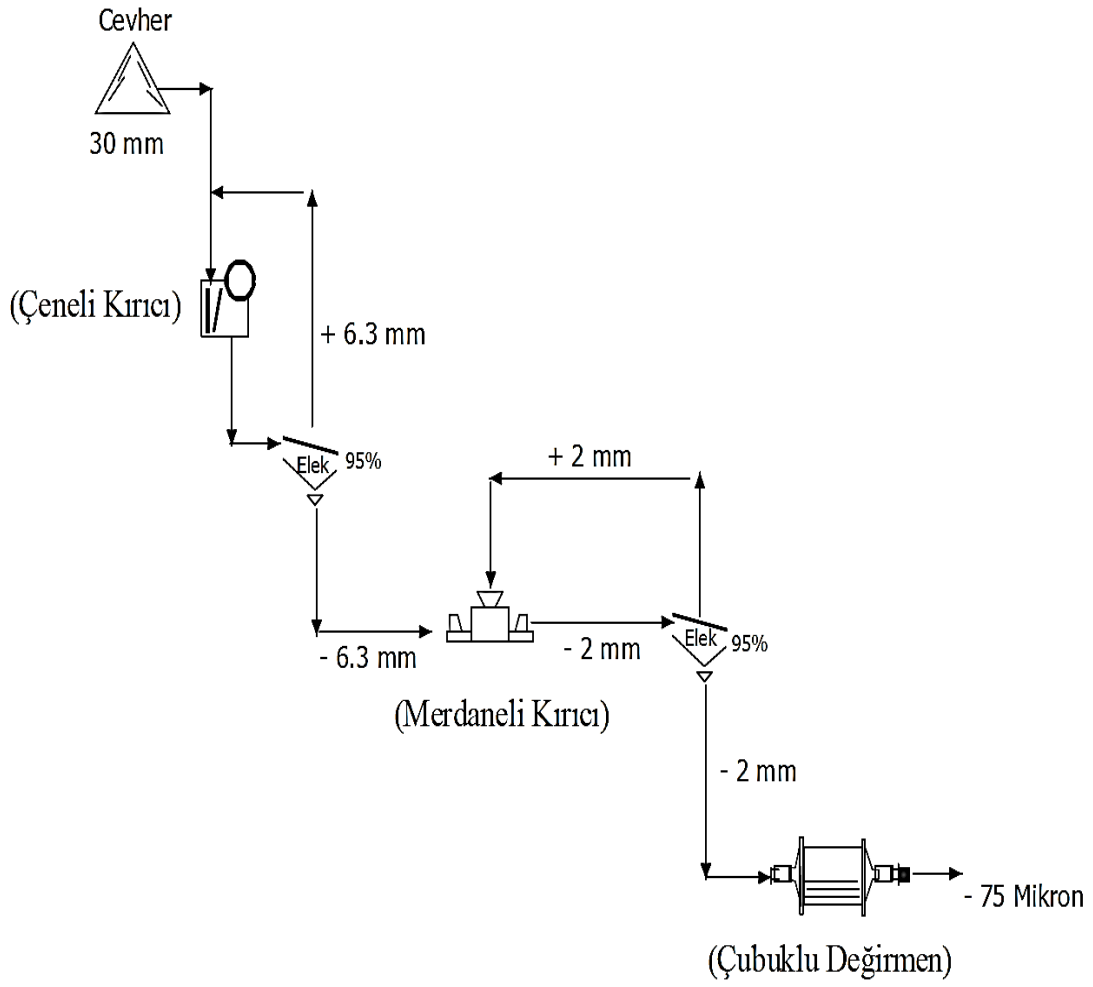 Cevher
30 mm
(Çeneli Kırıcı)
+ 6.3 mm
Elek 95%
+ 2 mm
- 6.3 mm
- 2 mm
Elek 95%
(Merdaneli Kırıcı)
- 2 mm
- 75 Mikron
(Çubuklu Değirmen)